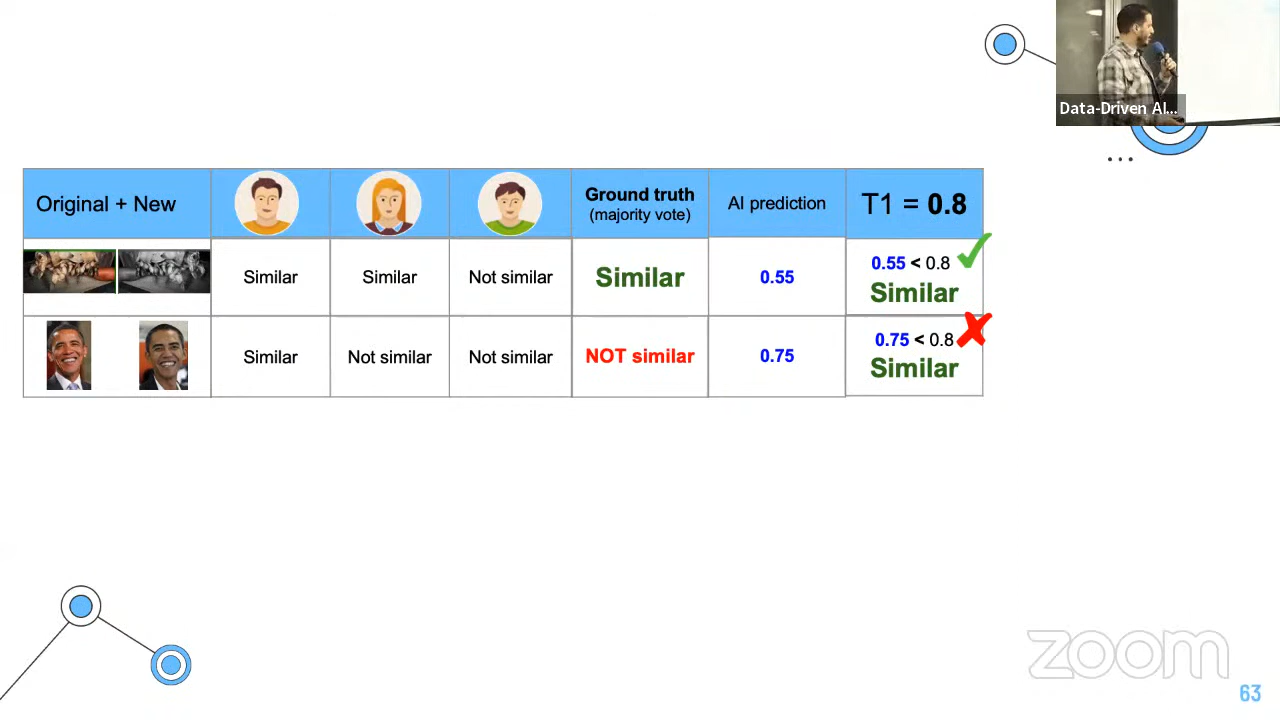 Data-Driven AI...
Original + New
Ground truth
(majority vote)
AI prediction
T1 = 0.8
Similar
Similar
Not similar
Similar
0.55
0.55 < 0.8
Similar
Similar
Not similar
Not similar
NOT similar
0.75
0.75 < 0.8
Similar
zoom
63